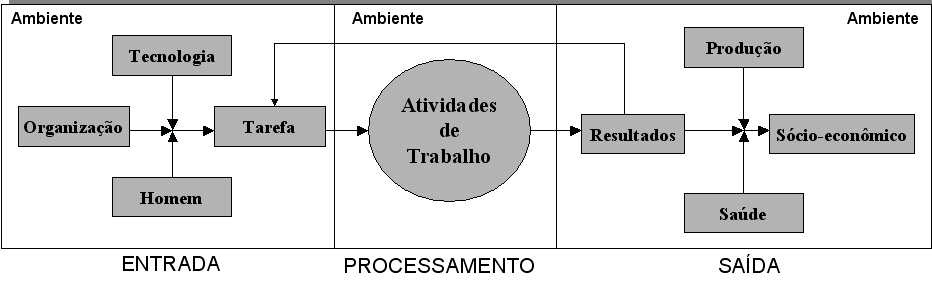 Ambiente
Ambiente
Ambiente
Tecnologia
Organização
Tarefa
Homem
Atividades
de
Trabalho
Resultados
Produção
Sócio-econômico
Saúde
ENTRADA
PROCESSAMENTO
SAÍDA